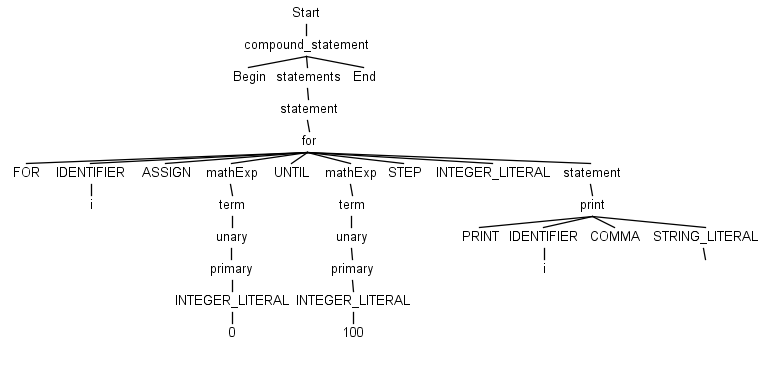 Start
compound_statement
Begin statements End
statement
for
FOR IDENTIFIER ASSIGN mathExp UNTIL mathExp STEP INTEGER_LITERAL statement
i term term print
unary unary PRINT IDENTIFIER COMMA STRING_LITERAL
primary primary i
INTEGER_LITERAL INTEGER_LITERAL
0 100